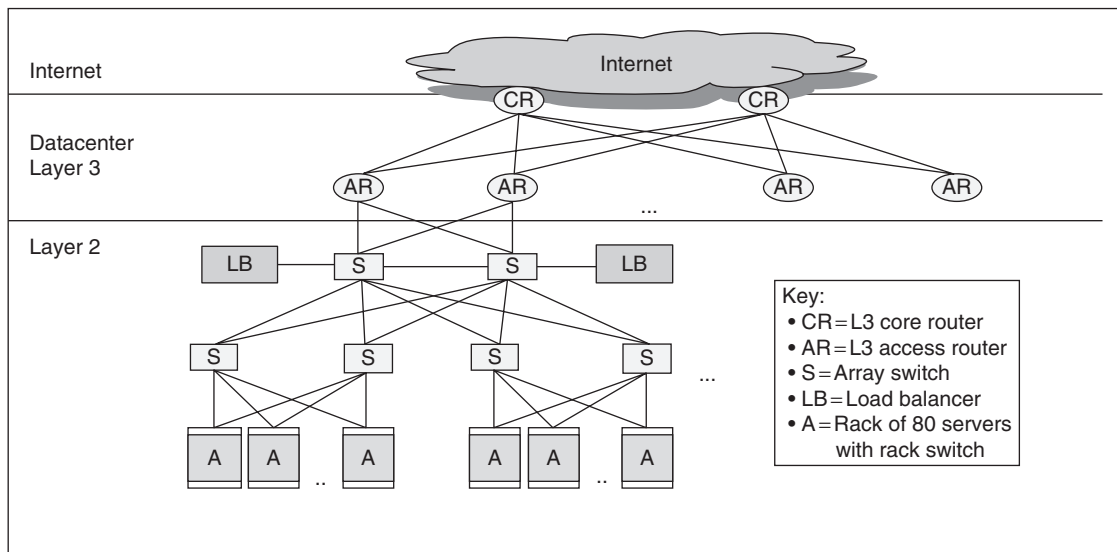 Internet
Internet
CR CR
Datacenter
Layer 3
AR AR AR AR
...
Layer 2
LB S S LB
S S S S
...
A A .. A A A .. A
Key:
• CR=L3 core router
• AR=L3 access router
• S=Array switch
• LB=Load balancer
• A=Rack of 80 servers
with rack switch